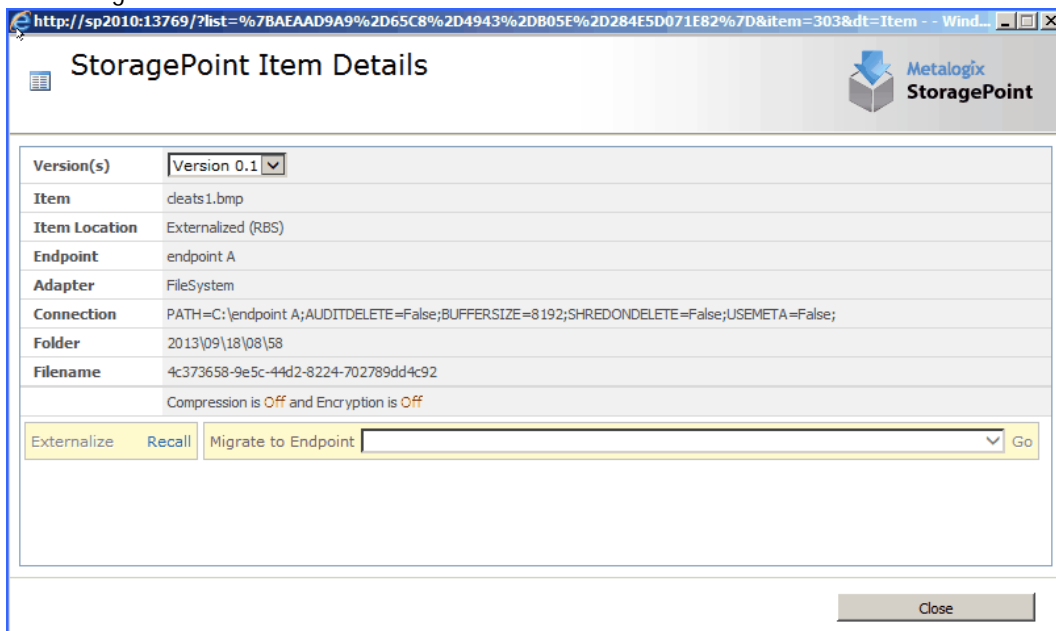 http://sp2010:13769/?list=%7BAEAAD9A9%2D65C8%2D4943%2DB05E%2D284E5D071E82%7D&item=303&dt=Item - - Wind...
StoragePoint Item Details
Metalogix
StoragePoint
Version(s) Version 0.1
Item cleats1.bmp
Item Location Externalized (RBS)
Endpoint endpoint A
Adapter FileSystem
Connection PATH=C:\endpoint A;AUDITDELETE=False;BUFFERSIZE=8192;SHREDONDELETE=False;USEMETA=False;
Folder 2013\09\18\08\58
Filename 4c373658-9e5c-44d2-8224-702789dd4c92
Compression is Off and Encryption is Off
Externalize Recall Migrate to Endpoint Go
Close